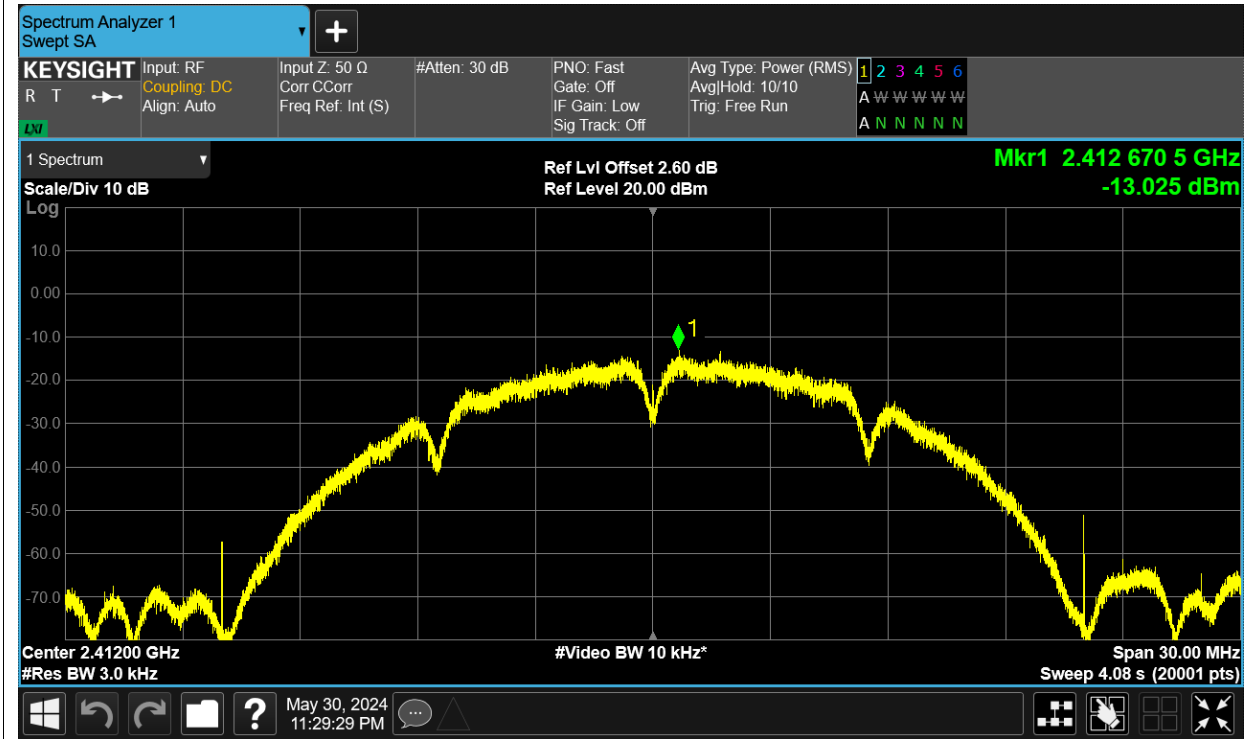 Spectrum Analyzer 1
Swept SA
+
KEYSIGHT
R T
LXI
Input: RF
Coupling: DC
Align: Auto
Input Z: 50 Ω
Corr CCorr
Freq Ref: Int (S)
#Atten: 30 dB
PNO: Fast
Gate: Off
IF Gain: Low
Sig Track: Off
Avg Type: Power (RMS)
Avg|Hold: 10/10
Trig: Free Run
1 2 3 4 5 6
A W W W W W
A N N N N N
1 Spectrum
Scale/Div 10 dB
Log
Ref Lvl Offset 2.60 dB
Ref Level 20.00 dBm
Mkr1 2.412 670 5 GHz
-13.025 dBm
10.0
0.00
-10.0
-20.0
-30.0
-40.0
-50.0
-60.0
-70.0
1
Center 2.41200 GHz
#Res BW 3.0 kHz
#Video BW 10 kHz*
Span 30.00 MHz
Sweep 4.08 s (20001 pts)
?
May 30, 2024
11:29:29 PM